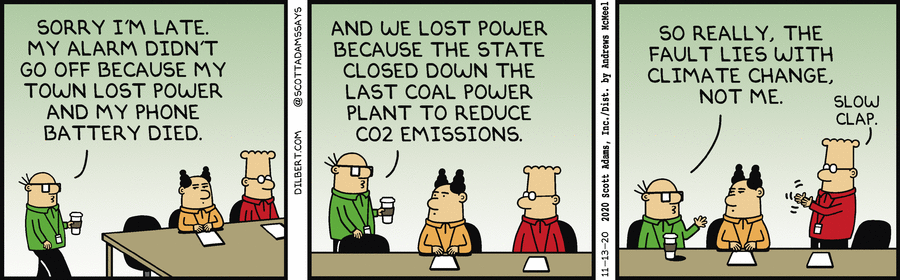 SORRY I'M LATE.
MY ALARM DIDN'T
GO OFF BECAUSE MY
TOWN LOST POWER
AND MY PHONE
BATTERY DIED.
DILBERT.COM @SCOTTADAMSSAYS
AND WE LOST POWER
BECAUSE THE STATE
CLOSED DOWN THE
LAST COAL POWER
PLANT TO REDUCE
CO2 EMISSIONS.
11-13-20 2020 Scott Adams, Inc./Dist. by Andrews McMeel
SO REALLY, THE
FAULT LIES WITH
CLIMATE CHANGE,
NOT ME.
SLOW
CLAP.